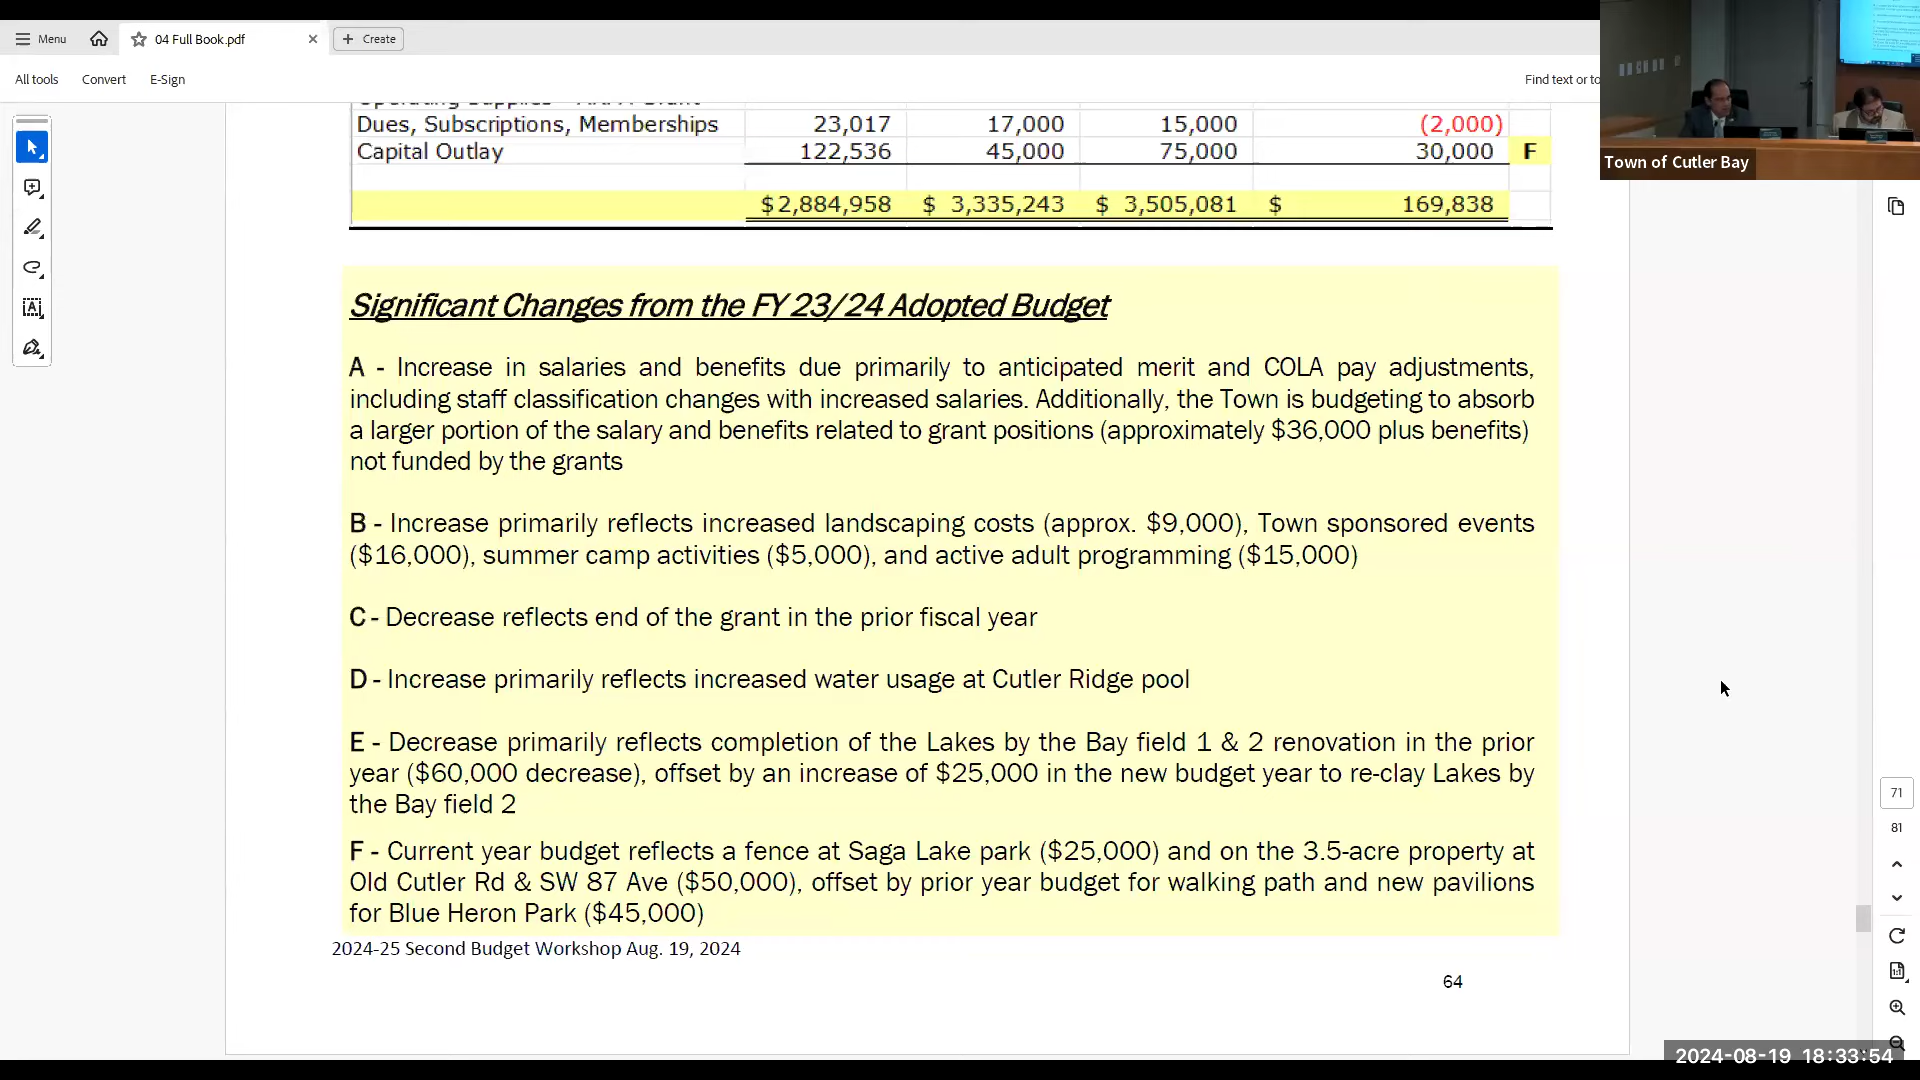 Menu
04 Full Book.pdf
Create
All tools
Convert
E-Sign
Find text or to
Town of Cutler Bay
Dues, Subscriptions, Memberships 23,017 17,000 15,000 (2,000)
Capital Outlay 122,536 45,000 75,000 30,000 F
$2,884,958 $ 3,335,243 $ 3,505,081 $ 169,838
Significant Changes from the FY 23/24 Adopted Budget
A - Increase in salaries and benefits due primarily to anticipated merit and COLA pay adjustments,
including staff classification changes with increased salaries. Additionally, the Town is budgeting to absorb
a larger portion of the salary and benefits related to grant positions (approximately $36,000 plus benefits)
not funded by the grants
B - Increase primarily reflects increased landscaping costs (approx. $9,000), Town sponsored events
($16,000), summer camp activities ($5,000), and active adult programming ($15,000)
C - Decrease reflects end of the grant in the prior fiscal year
D - Increase primarily reflects increased water usage at Cutler Ridge pool
E - Decrease primarily reflects completion of the Lakes by the Bay field 1 & 2 renovation in the prior
year ($60,000 decrease), offset by an increase of $25,000 in the new budget year to re-clay Lakes by
the Bay field 2
F - Current year budget reflects a fence at Saga Lake park ($25,000) and on the 3.5-acre property at
Old Cutler Rd & SW 87 Ave ($50,000), offset by prior year budget for walking path and new pavilions
for Blue Heron Park ($45,000)
2024-25 Second Budget Workshop Aug. 19, 2024
64
71
81
2024-08-19 18:33:54